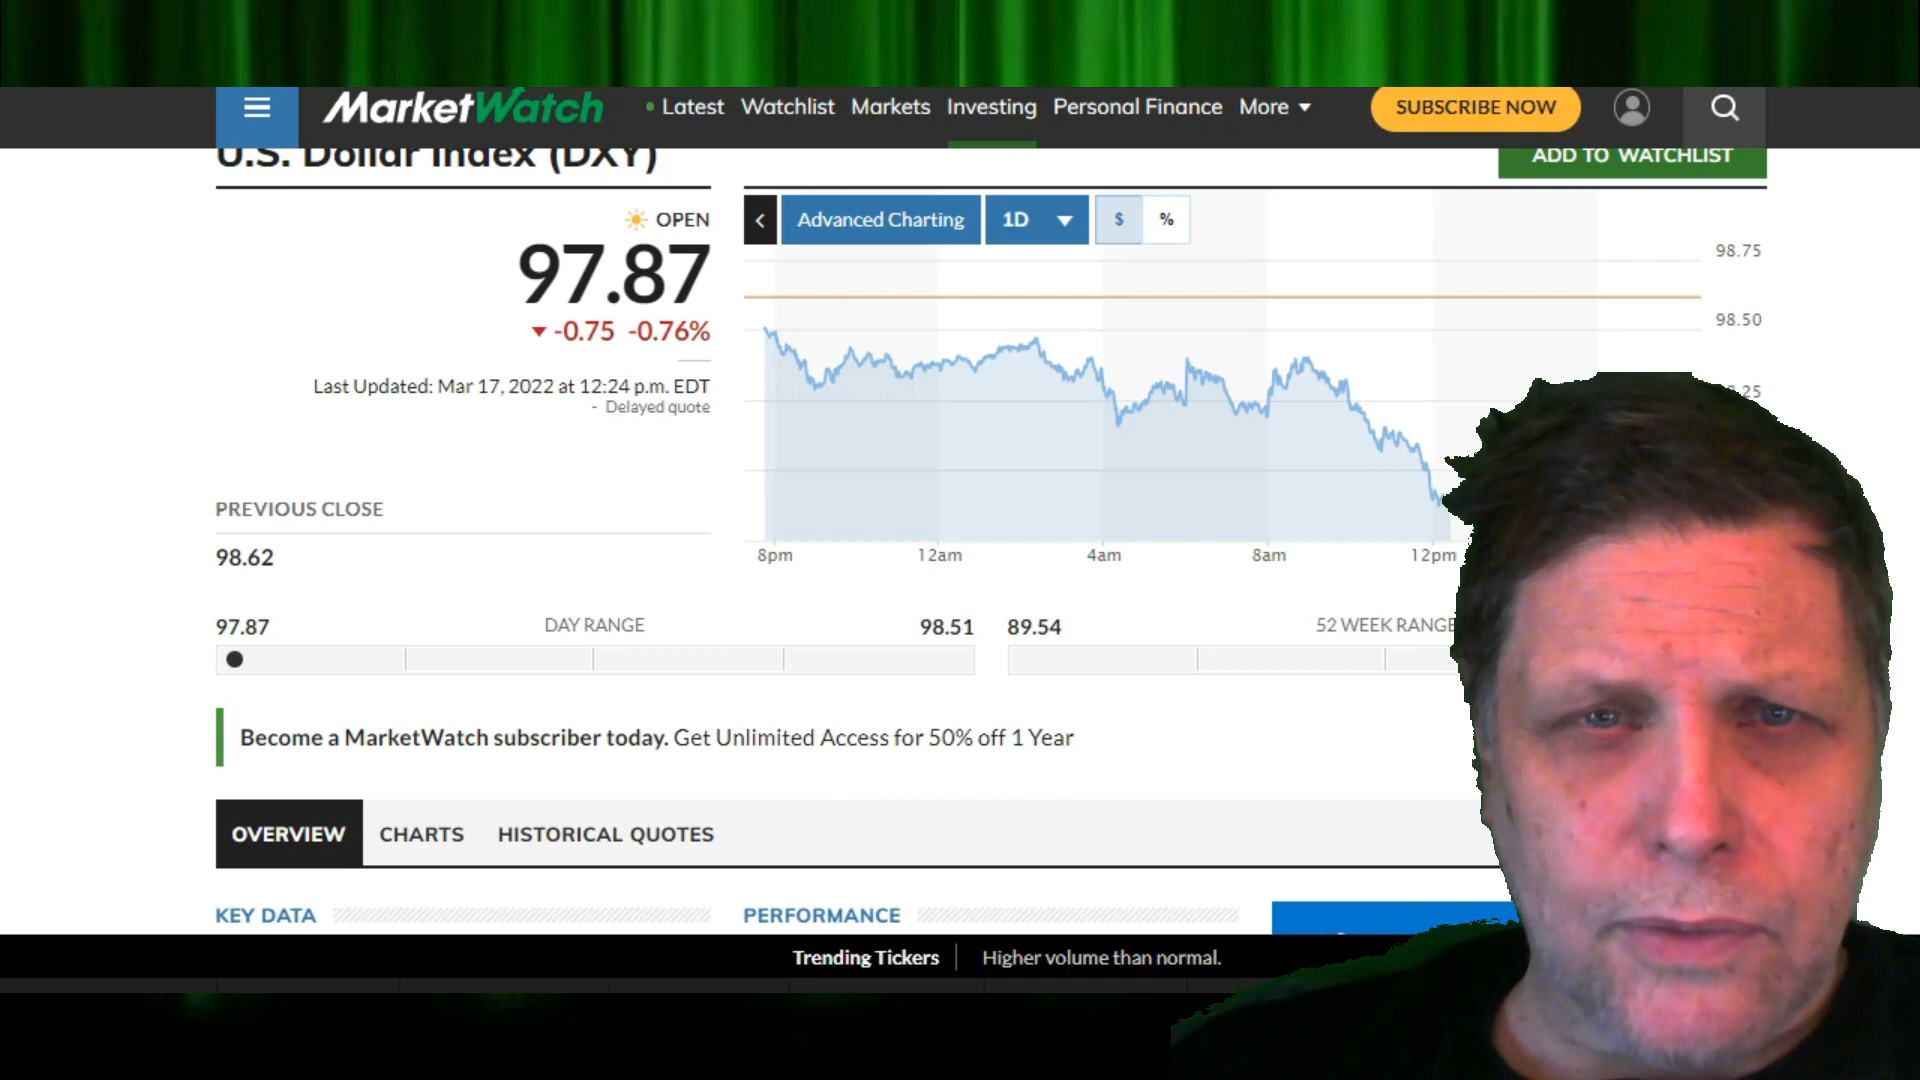 MarketWatch
Latest Watchlist Markets Investing Personal Finance More
SUBSCRIBE NOW
U.S. Dollar Index (DXY)
ADD TO WATCHLIST
OPEN
97.87
-0.75 -0.76%
Last Updated: Mar 17, 2022 at 12:24 p.m. EDT
- Delayed quote
Advanced Charting 1D $ %
98.75
98.50
8pm 12am 4am 8am 12pm
PREVIOUS CLOSE
98.62
97.87 DAY RANGE 98.51
89.54 52 WEEK RANGE
Become a MarketWatch subscriber today. Get Unlimited Access for 50% off 1 Year
OVERVIEW CHARTS HISTORICAL QUOTES
KEY DATA
PERFORMANCE
Trending Tickers Higher volume than normal.